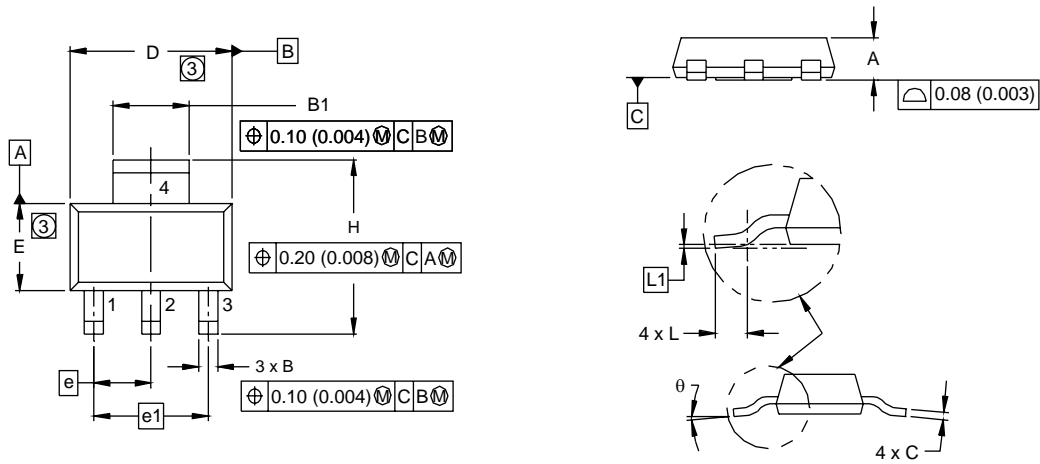 D
3
B
B1
⌖ 0.10 (0.004) Ⓜ C B Ⓜ
A
4
3
E
H
⌖ 0.20 (0.008) Ⓜ C A Ⓜ
1
2
3
3 x B
e
e1
⌖ 0.10 (0.004) Ⓜ C B Ⓜ
A
C
⌓ 0.08 (0.003)
L1
4 x L
θ
4 x C